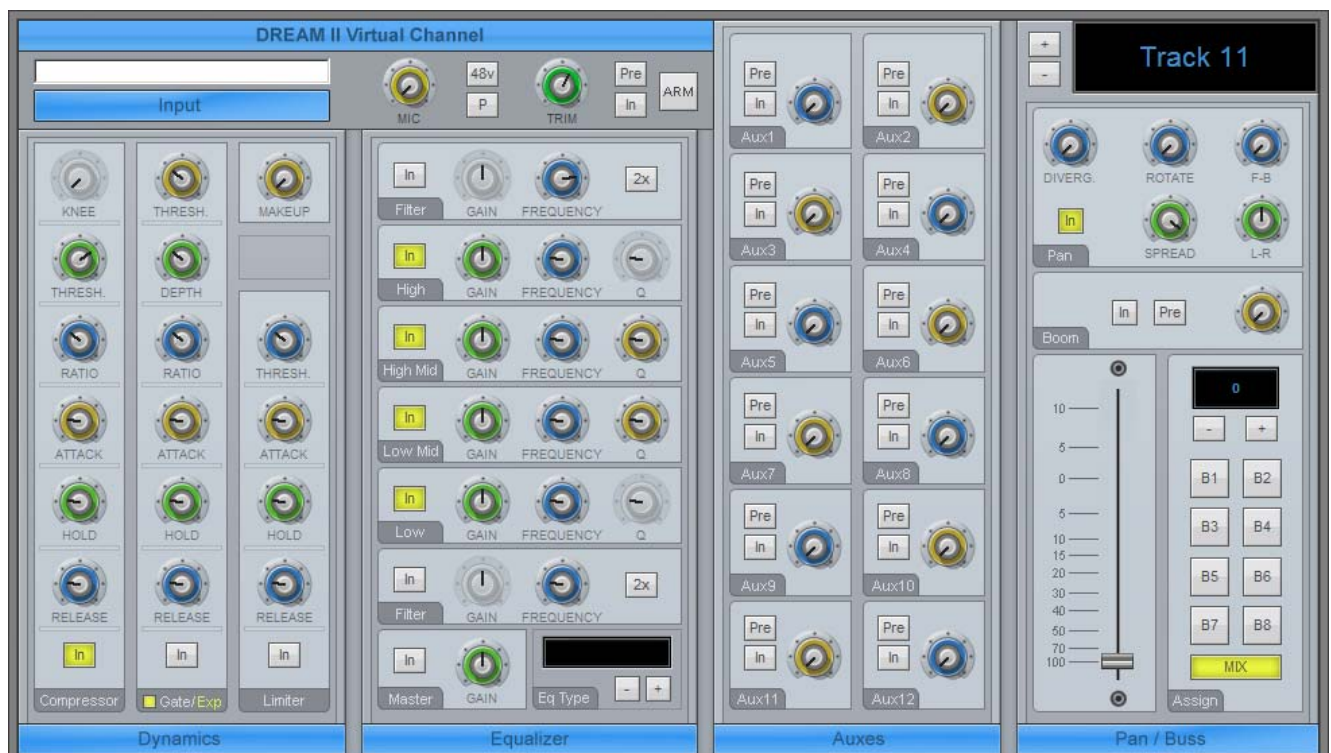 DREAM II Virtual Channel
Input
MIC
48v
P
TRIM
Pre
In
ARM
KNEE
THRESH.
RATIO
ATTACK
HOLD
RELEASE
In
Compressor
THRESH.
DEPTH
RATIO
ATTACK
HOLD
RELEASE
In
Gate/Exp
MAKEUP
THRESH.
ATTACK
HOLD
RELEASE
In
Limiter
Dynamics
In
2x
Filter GAIN FREQUENCY
In
High GAIN FREQUENCY Q
In
High Mid GAIN FREQUENCY Q
In
Low Mid GAIN FREQUENCY Q
In
Low GAIN FREQUENCY Q
In
2x
Filter GAIN FREQUENCY
In
Master GAIN
Eq Type - +
Equalizer
Pre
In
Aux1
Pre
In
Aux2
Pre
In
Aux3
Pre
In
Aux4
Pre
In
Aux5
Pre
In
Aux6
Pre
In
Aux7
Pre
In
Aux8
Pre
In
Aux9
Pre
In
Aux10
Pre
In
Aux11
Pre
In
Aux12
Auxes
+
-
Track 11
DIVERG. ROTATE F-B
In
Pan SPREAD L-R
In Pre
Boom
10
5
0
5
10
15
20
30
40
50
70
100
0
- +
B1 B2
B3 B4
B5 B6
B7 B8
MIX
Assign
Pan / Buss